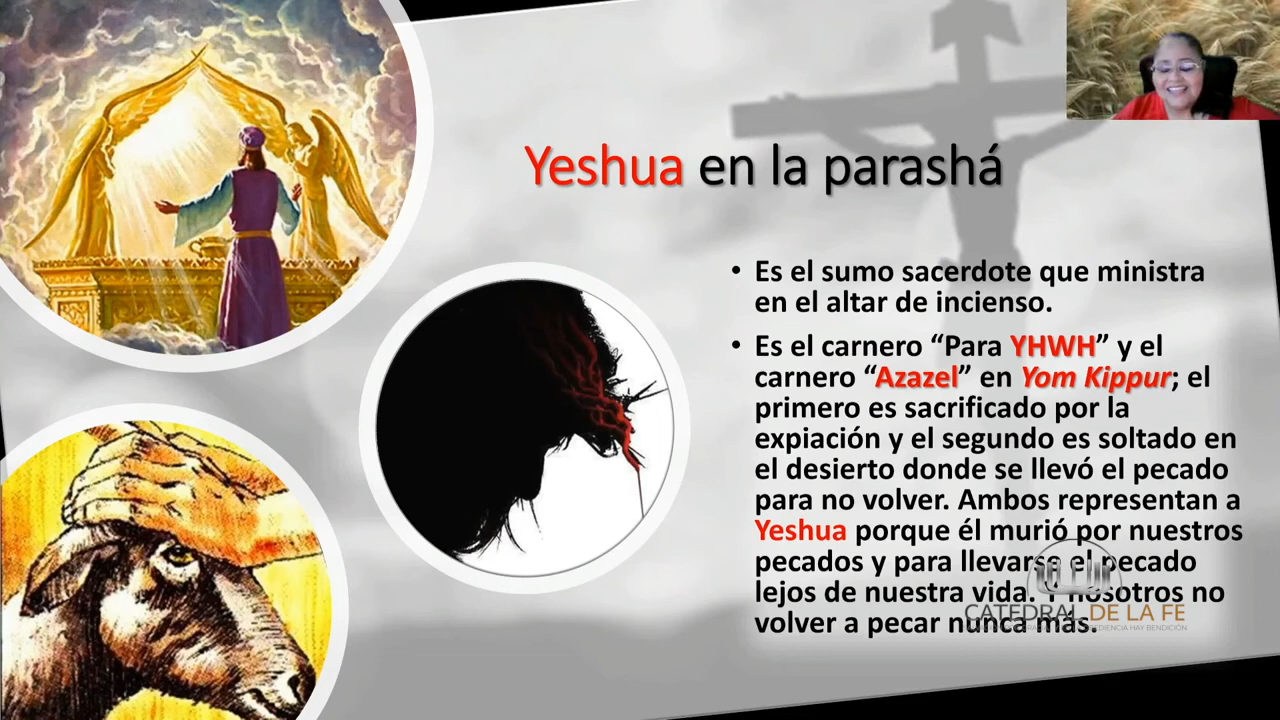 Yeshua en la parashá
• Es el sumo sacerdote que ministra
en el altar de incienso.
• Es el carnero “Para YHWH” y el
carnero “Azazel” en Yom Kippur; el
primero es sacrificado por la
expiación y el segundo es soltado en
el desierto donde se llevó el pecado
para no volver. Ambos representan a
Yeshua porque él murió por nuestros
pecados y para llevarse el pecado
lejos de nuestra vida. Y nosotros no
volver a pecar nunca más.
CATEDRAL DE LA FE
HAY BENDICIÓN